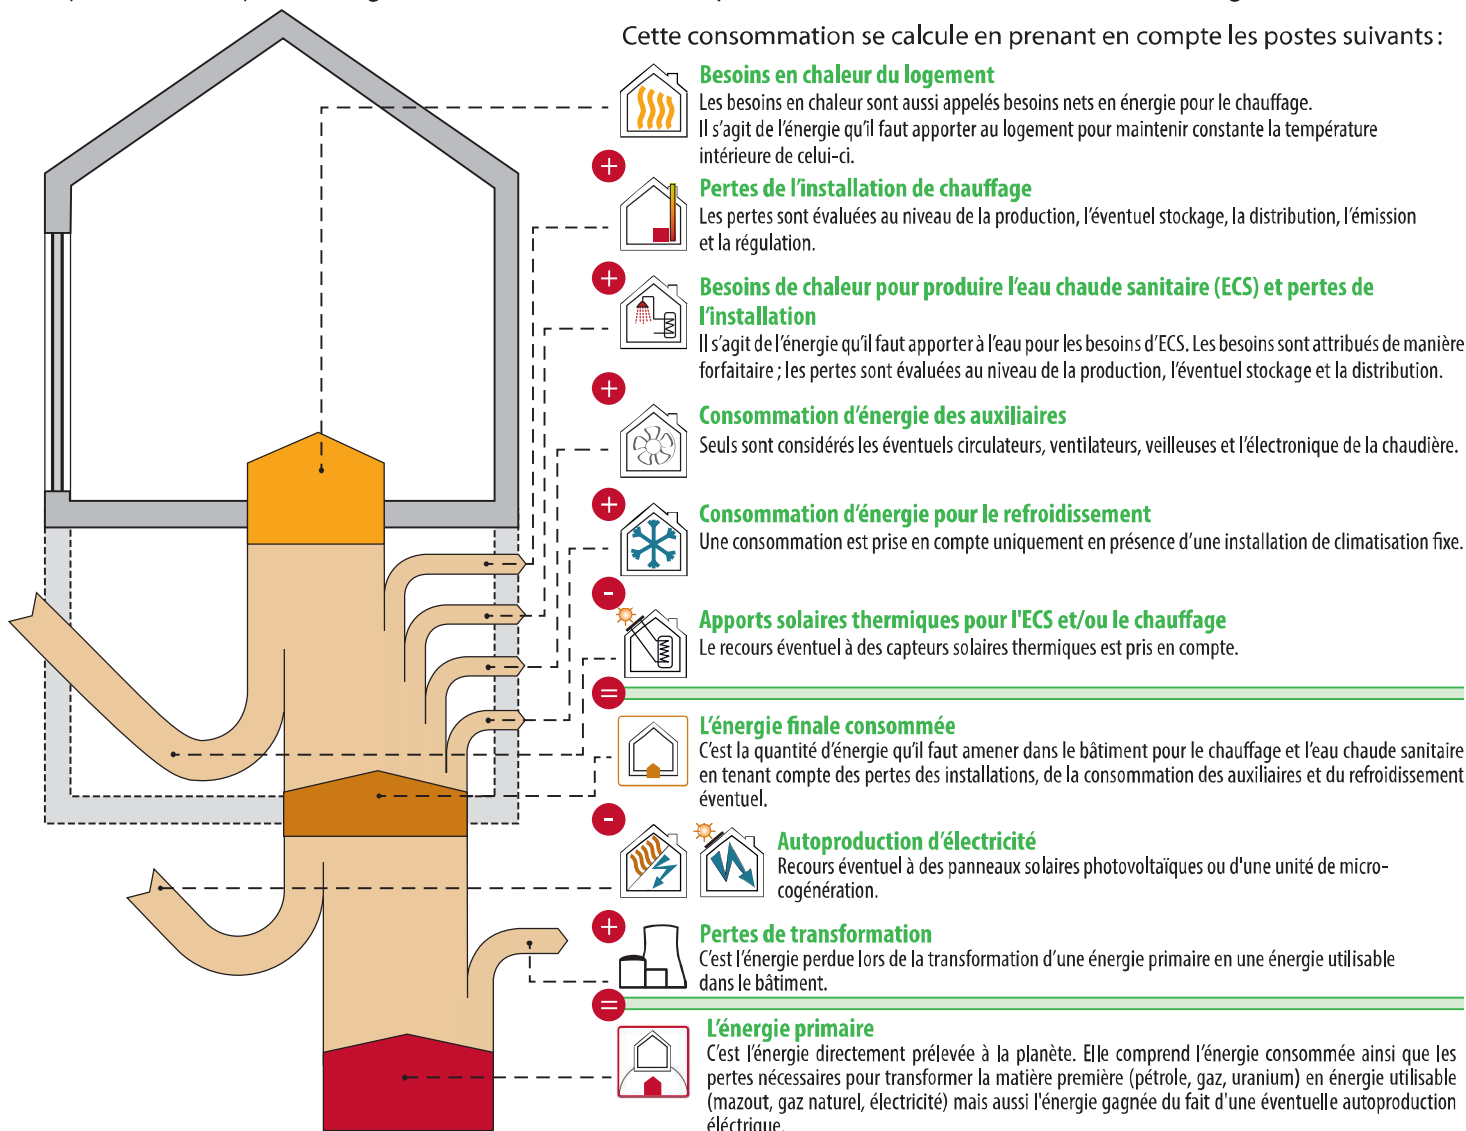 Cette consommation se calcule en prenant en compte les postes suivants :
Besoins en chaleur du logement
Les besoins en chaleur sont aussi appelés besoins nets en énergie pour le chauffage.
Il s'agit de l'énergie qu'il faut apporter au logement pour maintenir constante la température
intérieure de celui-ci.
+
Pertes de l'installation de chauffage
Les pertes sont évaluées au niveau de la production, l'éventuel stockage, la distribution, l'émission
et la régulation.
+
Besoins de chaleur pour produire l'eau chaude sanitaire (ECS) et pertes de
l'installation
Il s'agit de l'énergie qu'il faut apporter à l'eau pour les besoins d'ECS. Les besoins sont attribués de manière
forfaitaire ; les pertes sont évaluées au niveau de la production, l'éventuel stockage et la distribution.
+
Consommation d'énergie des auxiliaires
Seuls sont considérés les éventuels circulateurs, ventilateurs, veilleuses et l'électronique de la chaudière.
+
Consommation d'énergie pour le refroidissement
Une consommation est prise en compte uniquement en présence d'une installation de climatisation fixe.
-
Apports solaires thermiques pour l'ECS et/ou le chauffage
Le recours éventuel à des capteurs solaires thermiques est pris en compte.
=
L'énergie finale consommée
C'est la quantité d'énergie qu'il faut amener dans le bâtiment pour le chauffage et l'eau chaude sanitaire
en tenant compte des pertes des installations, de la consommation des auxiliaires et du refroidissement
éventuel.
-
Autoproduction d'électricité
Recours éventuel à des panneaux solaires photovoltaïques ou d'une unité de micro-
cogénération.
+
Pertes de transformation
C'est l'énergie perdue lors de la transformation d'une énergie primaire en une énergie utilisable
dans le bâtiment.
=
L'énergie primaire
C'est l'énergie directement prélevée à la planète. Elle comprend l'énergie consommée ainsi que les
pertes nécessaires pour transformer la matière première (pétrole, gaz, uranium) en énergie utilisable
(mazout, gaz naturel, électricité) mais aussi l'énergie gagnée du fait d'une éventuelle autoproduction
éléctrique.